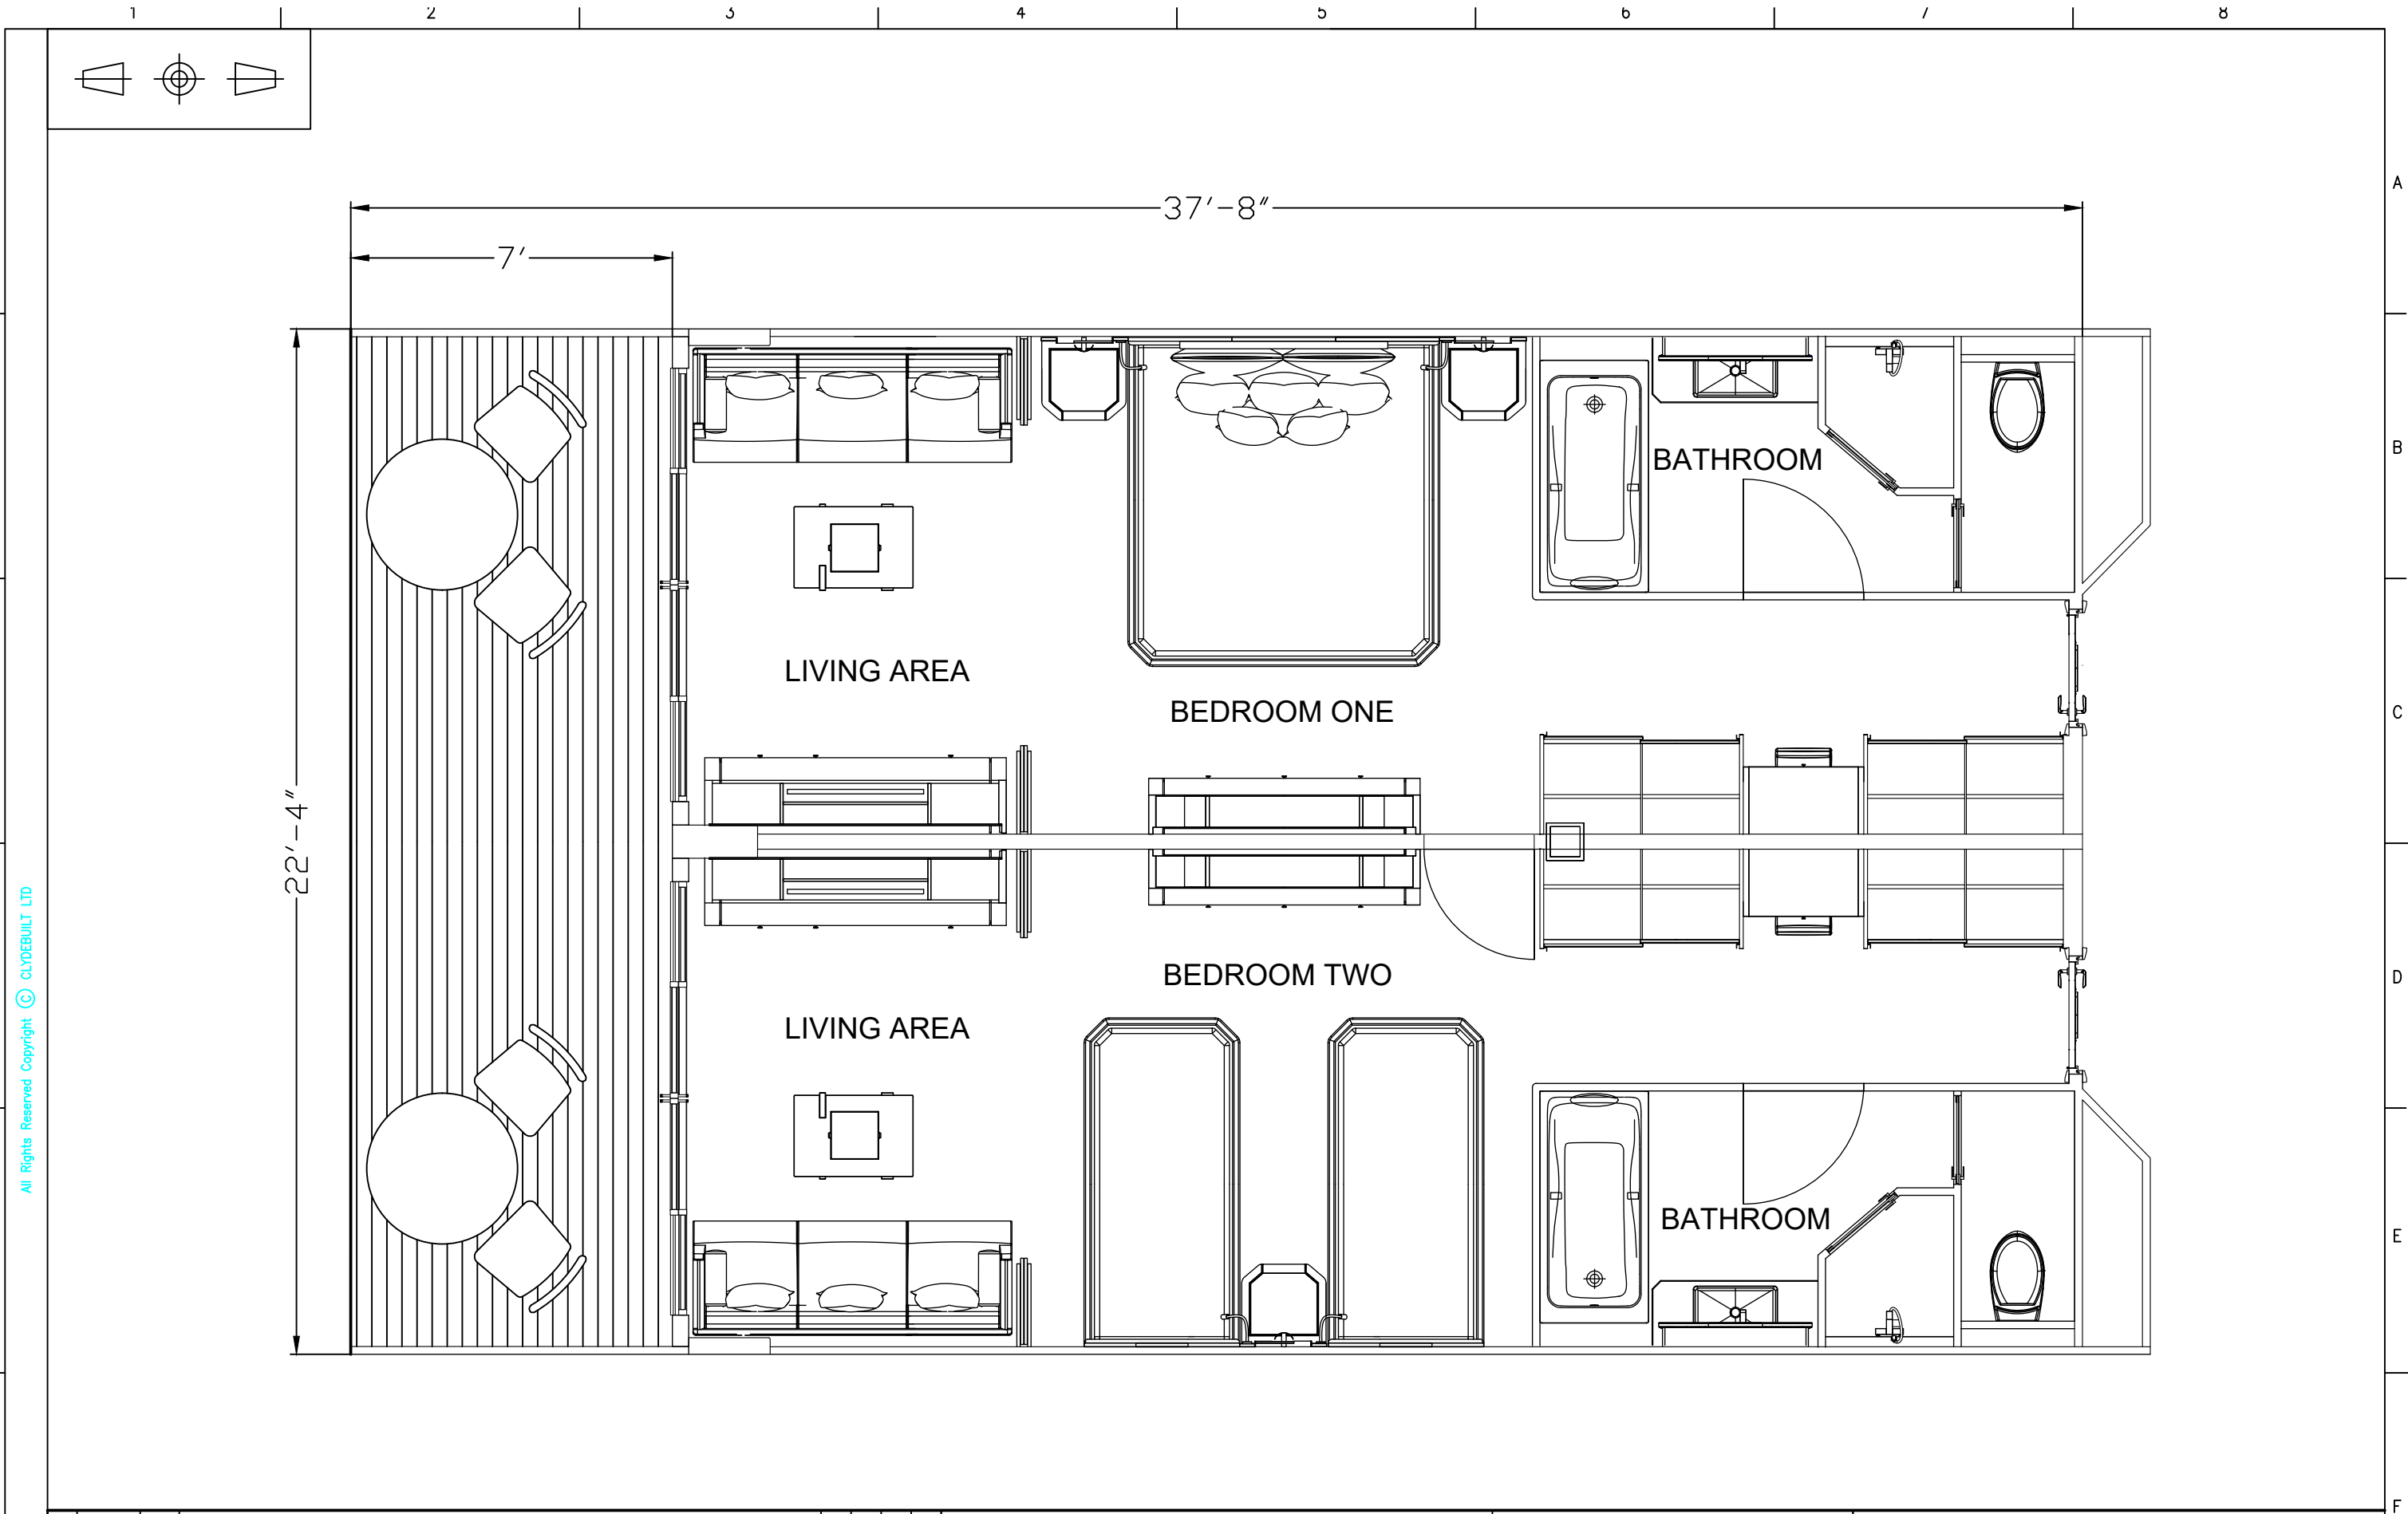 1 2 3 4 5 6 7 8
37'-8"
7'
A
B
BATHROOM
LIVING AREA
BEDROOM ONE
C
22'-4"
BEDROOM TWO
D
LIVING AREA
BATHROOM
E
F
All Rights Reserved Copyright © CLYDEBUILT LTD